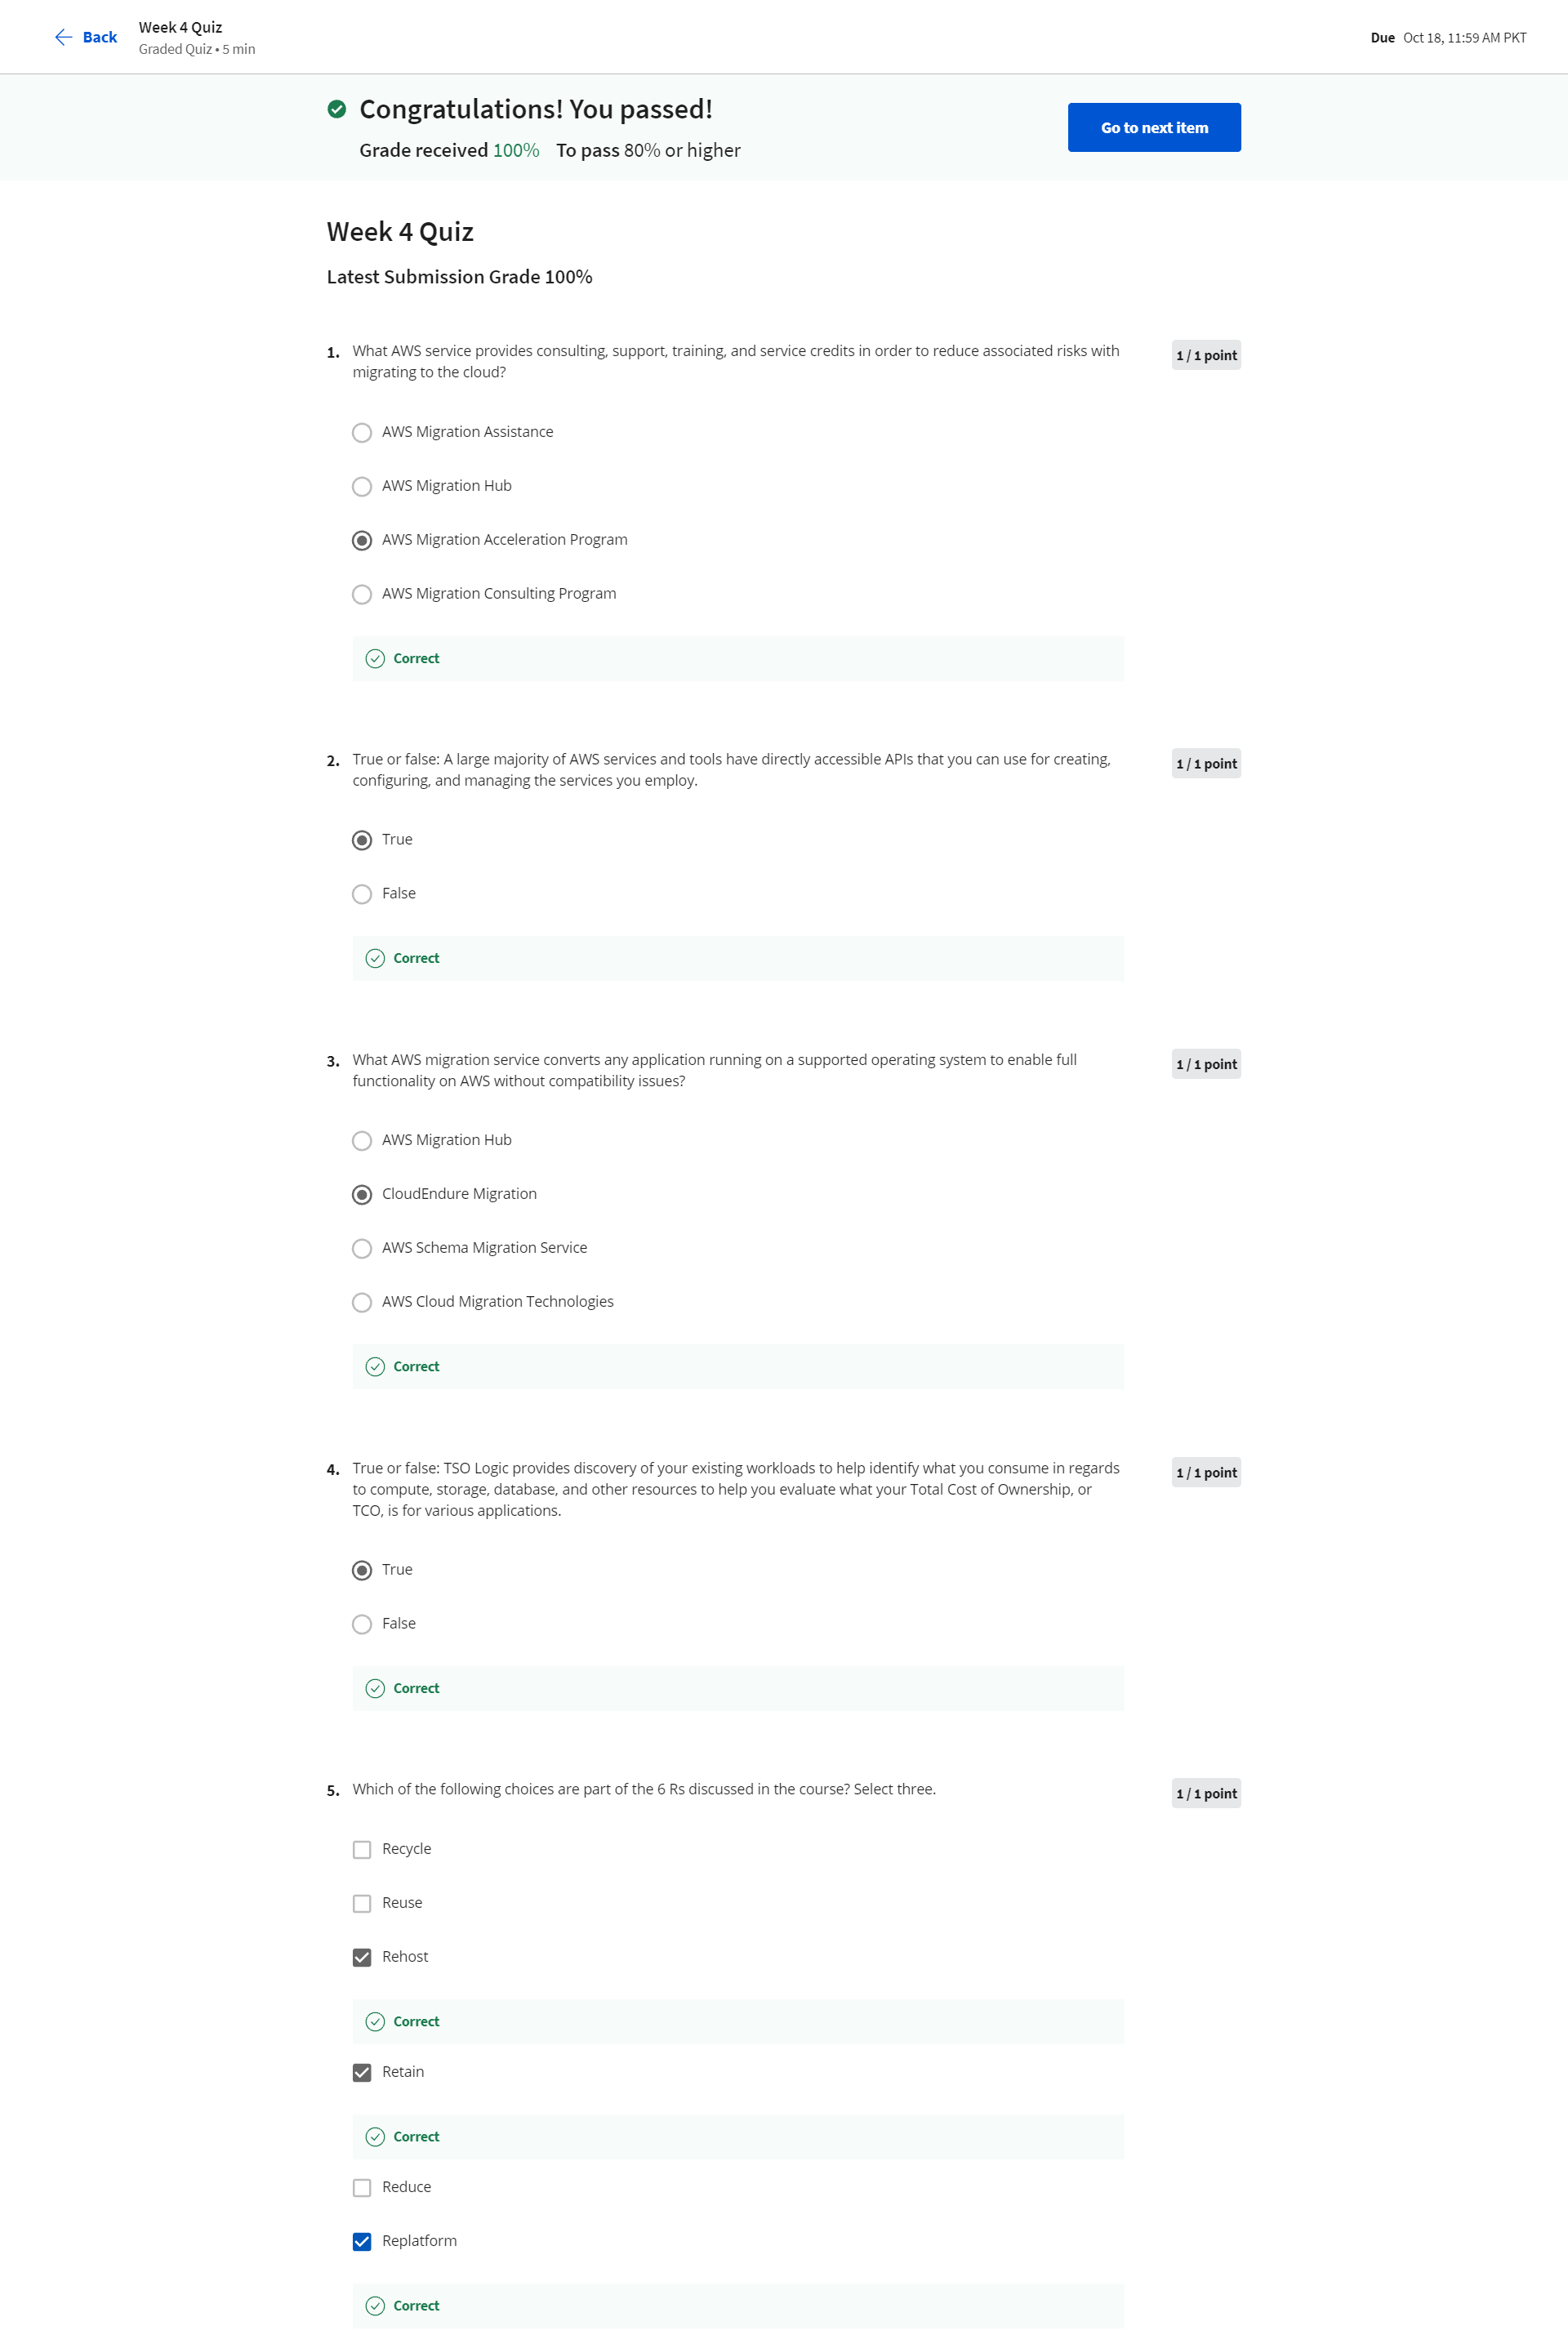 Back
Week 4 Quiz
Graded Quiz • 5 min
Due Oct 18, 11:59 AM PKT
Congratulations! You passed!
Grade received 100% To pass 80% or higher
Go to next item
Week 4 Quiz
Latest Submission Grade 100%
1. What AWS service provides consulting, support, training, and service credits in order to reduce associated risks with
migrating to the cloud?
1 / 1 point
AWS Migration Assistance
AWS Migration Hub
AWS Migration Acceleration Program
AWS Migration Consulting Program
Correct
2. True or false: A large majority of AWS services and tools have directly accessible APIs that you can use for creating,
configuring, and managing the services you employ.
1 / 1 point
True
False
Correct
3. What AWS migration service converts any application running on a supported operating system to enable full
functionality on AWS without compatibility issues?
1 / 1 point
AWS Migration Hub
CloudEndure Migration
AWS Schema Migration Service
AWS Cloud Migration Technologies
Correct
4. True or false: TSO Logic provides discovery of your existing workloads to help identify what you consume in regards
to compute, storage, database, and other resources to help you evaluate what your Total Cost of Ownership, or
TCO, is for various applications.
1 / 1 point
True
False
Correct
5. Which of the following choices are part of the 6 Rs discussed in the course? Select three.
1 / 1 point
Recycle
Reuse
Rehost
Correct
Retain
Correct
Reduce
Replatform
Correct